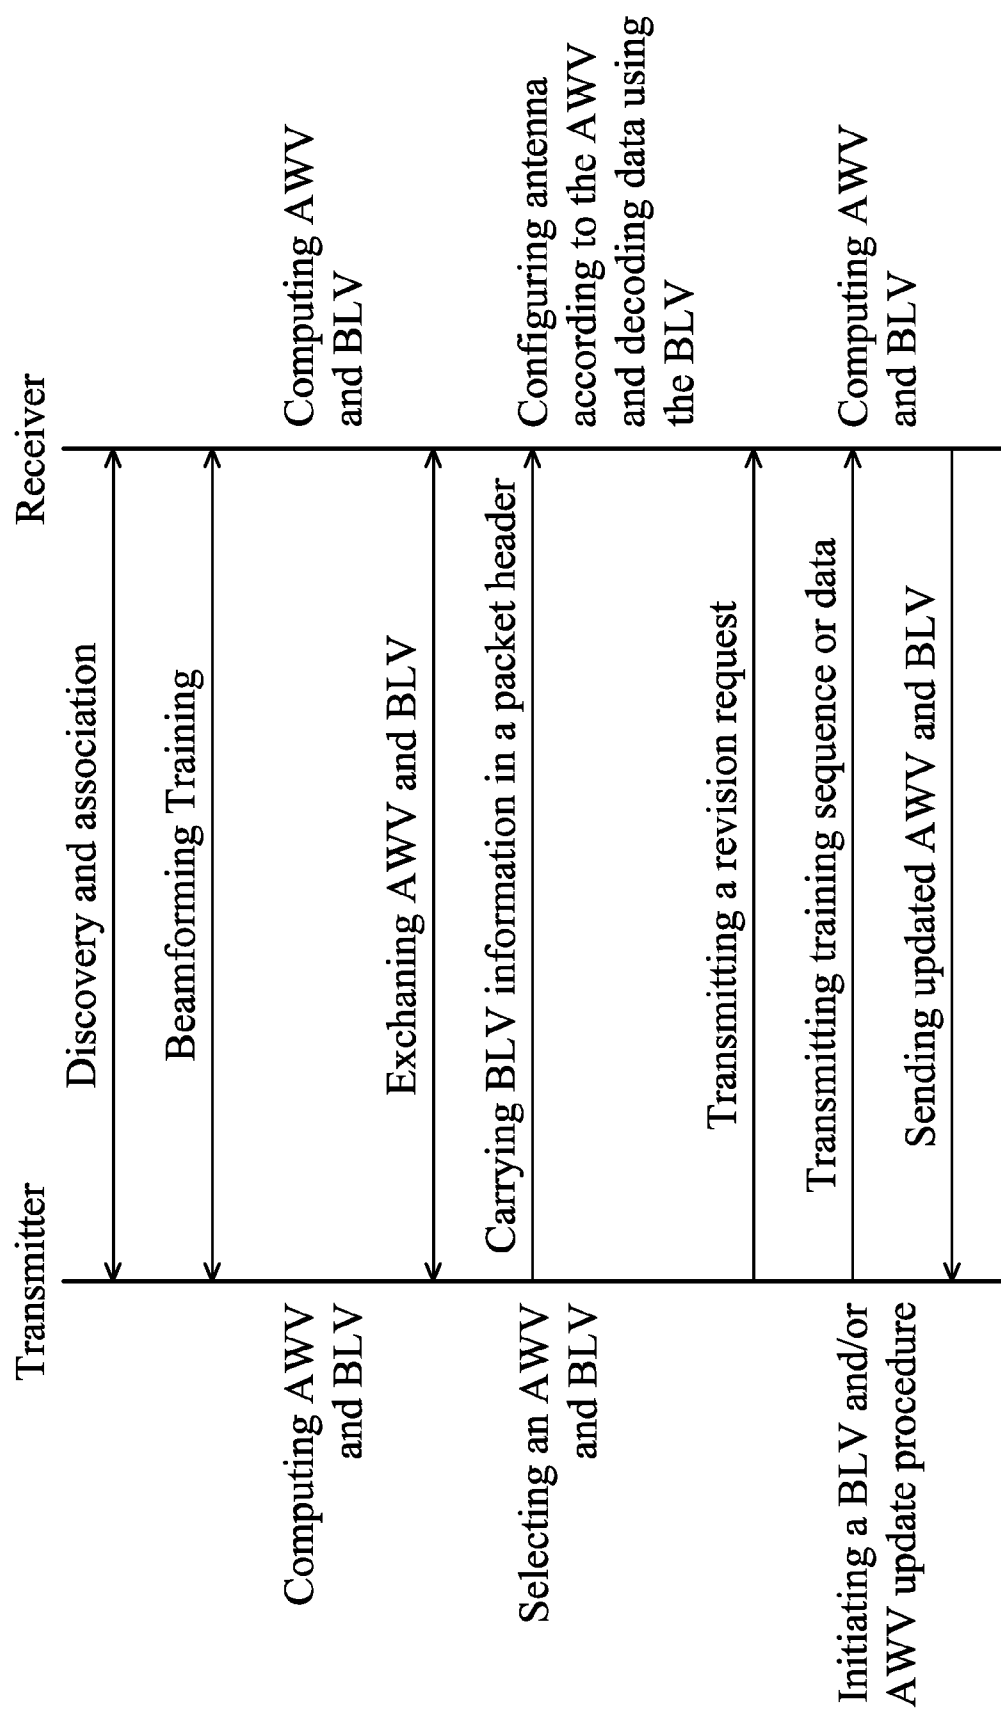 Transmitter
Receiver
Discovery and association
Beamforming Training
Computing AWV
and BLV
Computing AWV
and BLV
Exchaning AWV and BLV
Selecting an AWV
and BLV
Carrying BLV information in a packet header
Configuring antenna
according to the AWV
and decoding data using
the BLV
Transmitting a revision request
Initiating a BLV and/or
AWV update procedure
Transmitting training sequence or data
Computing AWV
and BLV
Sending updated AWV and BLV